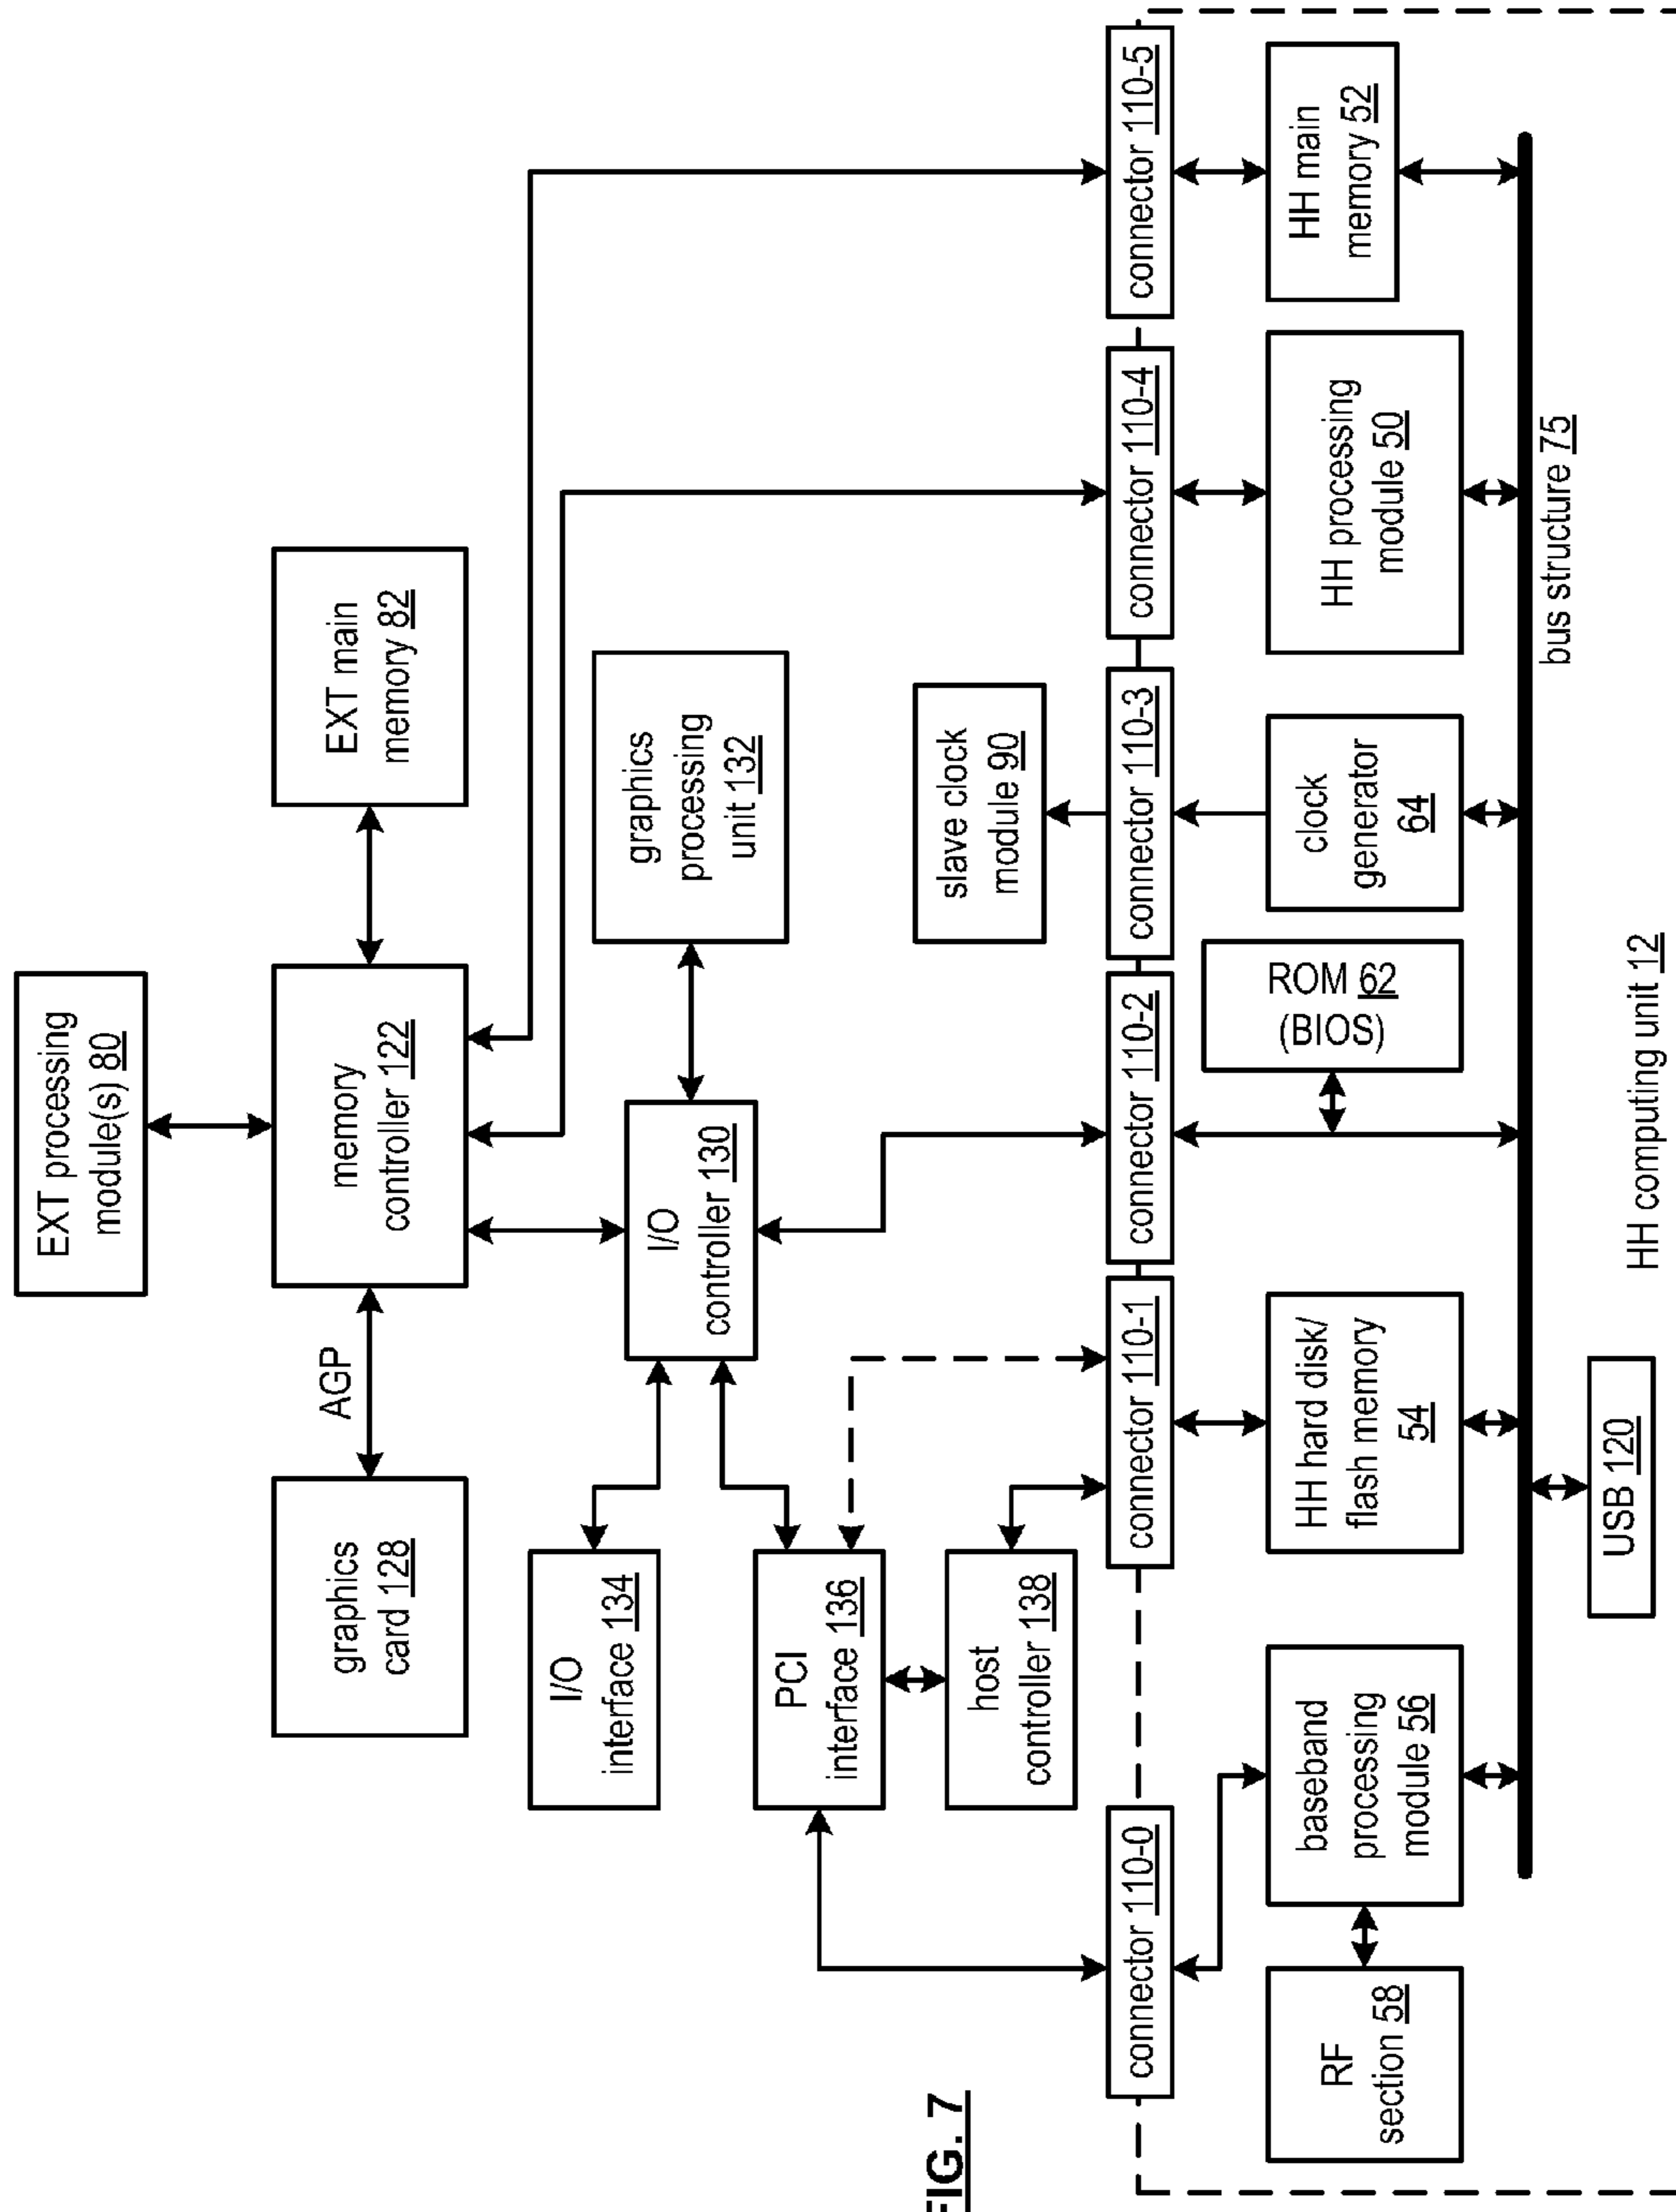 EXT processing
module(s) 80
graphics
card 128
AGP
memory
controller 122
EXT main
memory 82
I/O
interface 134
I/O
controller 130
graphics
processing
unit 132
PCI
interface 136
host
controller 138
slave clock
module 90
FIG. 7
connector 110-0
connector 110-1
connector 110-2
connector 110-3
connector 110-4
connector 110-5
RF
section 58
baseband
processing
module 56
HH hard disk/
flash memory
54
ROM 62
(BIOS)
clock
generator
64
HH processing
module 50
HH main
memory 52
bus structure 75
USB 120
HH computing unit 12